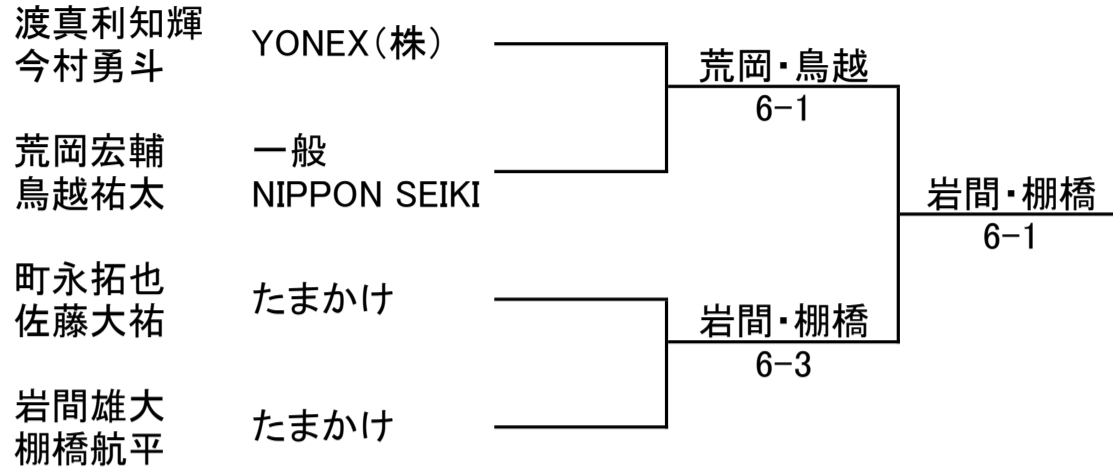 渡真利知輝
今村勇斗
YONEX(株)
荒岡・鳥越
6-1
荒岡宏輔
鳥越祐太
一般
NIPPON SEIKI
岩間・棚橋
6-1
町永拓也
佐藤大祐
たまかけ
岩間・棚橋
6-3
岩間雄大
棚橋航平
たまかけ